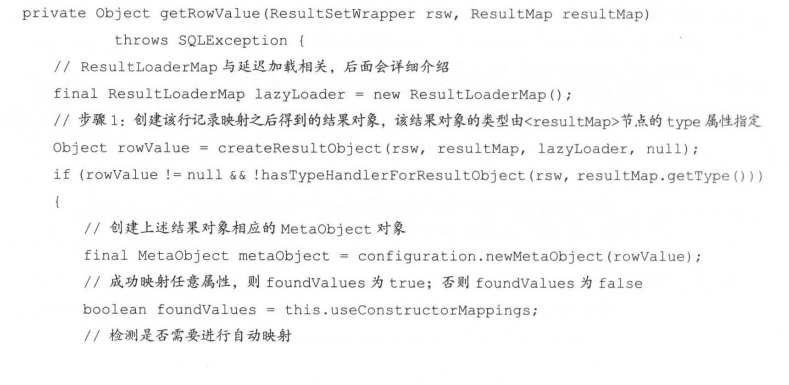 private Object getRowValue(ResultSetWrapper rsw, ResultMap resultMap)
throws SQLException {
// ResultLoaderMap 与延迟加载相关，后面会详细介绍
final ResultLoaderMap lazyLoader = new ResultLoaderMap();
// 步骤1：创建该行记录映射之后得到的结果对象，该结果对象的类型由<resultMap>节点的 type 属性指定
Object rowValue = createResultObject(rsw, resultMap, lazyLoader, null);
if (rowValue != null && !hasTypeHandlerForResultObject(rsw, resultMap.getType()))
{
// 创建上述结果对象相应的 MetaObject 对象
final MetaObject metaObject = configuration.newMetaObject(rowValue);
// 成功映射任意属性，则 foundValues 为 true；否则 foundValues 为 false
boolean foundValues = this.useConstructorMappings;
// 检测是否需要进行自动映射